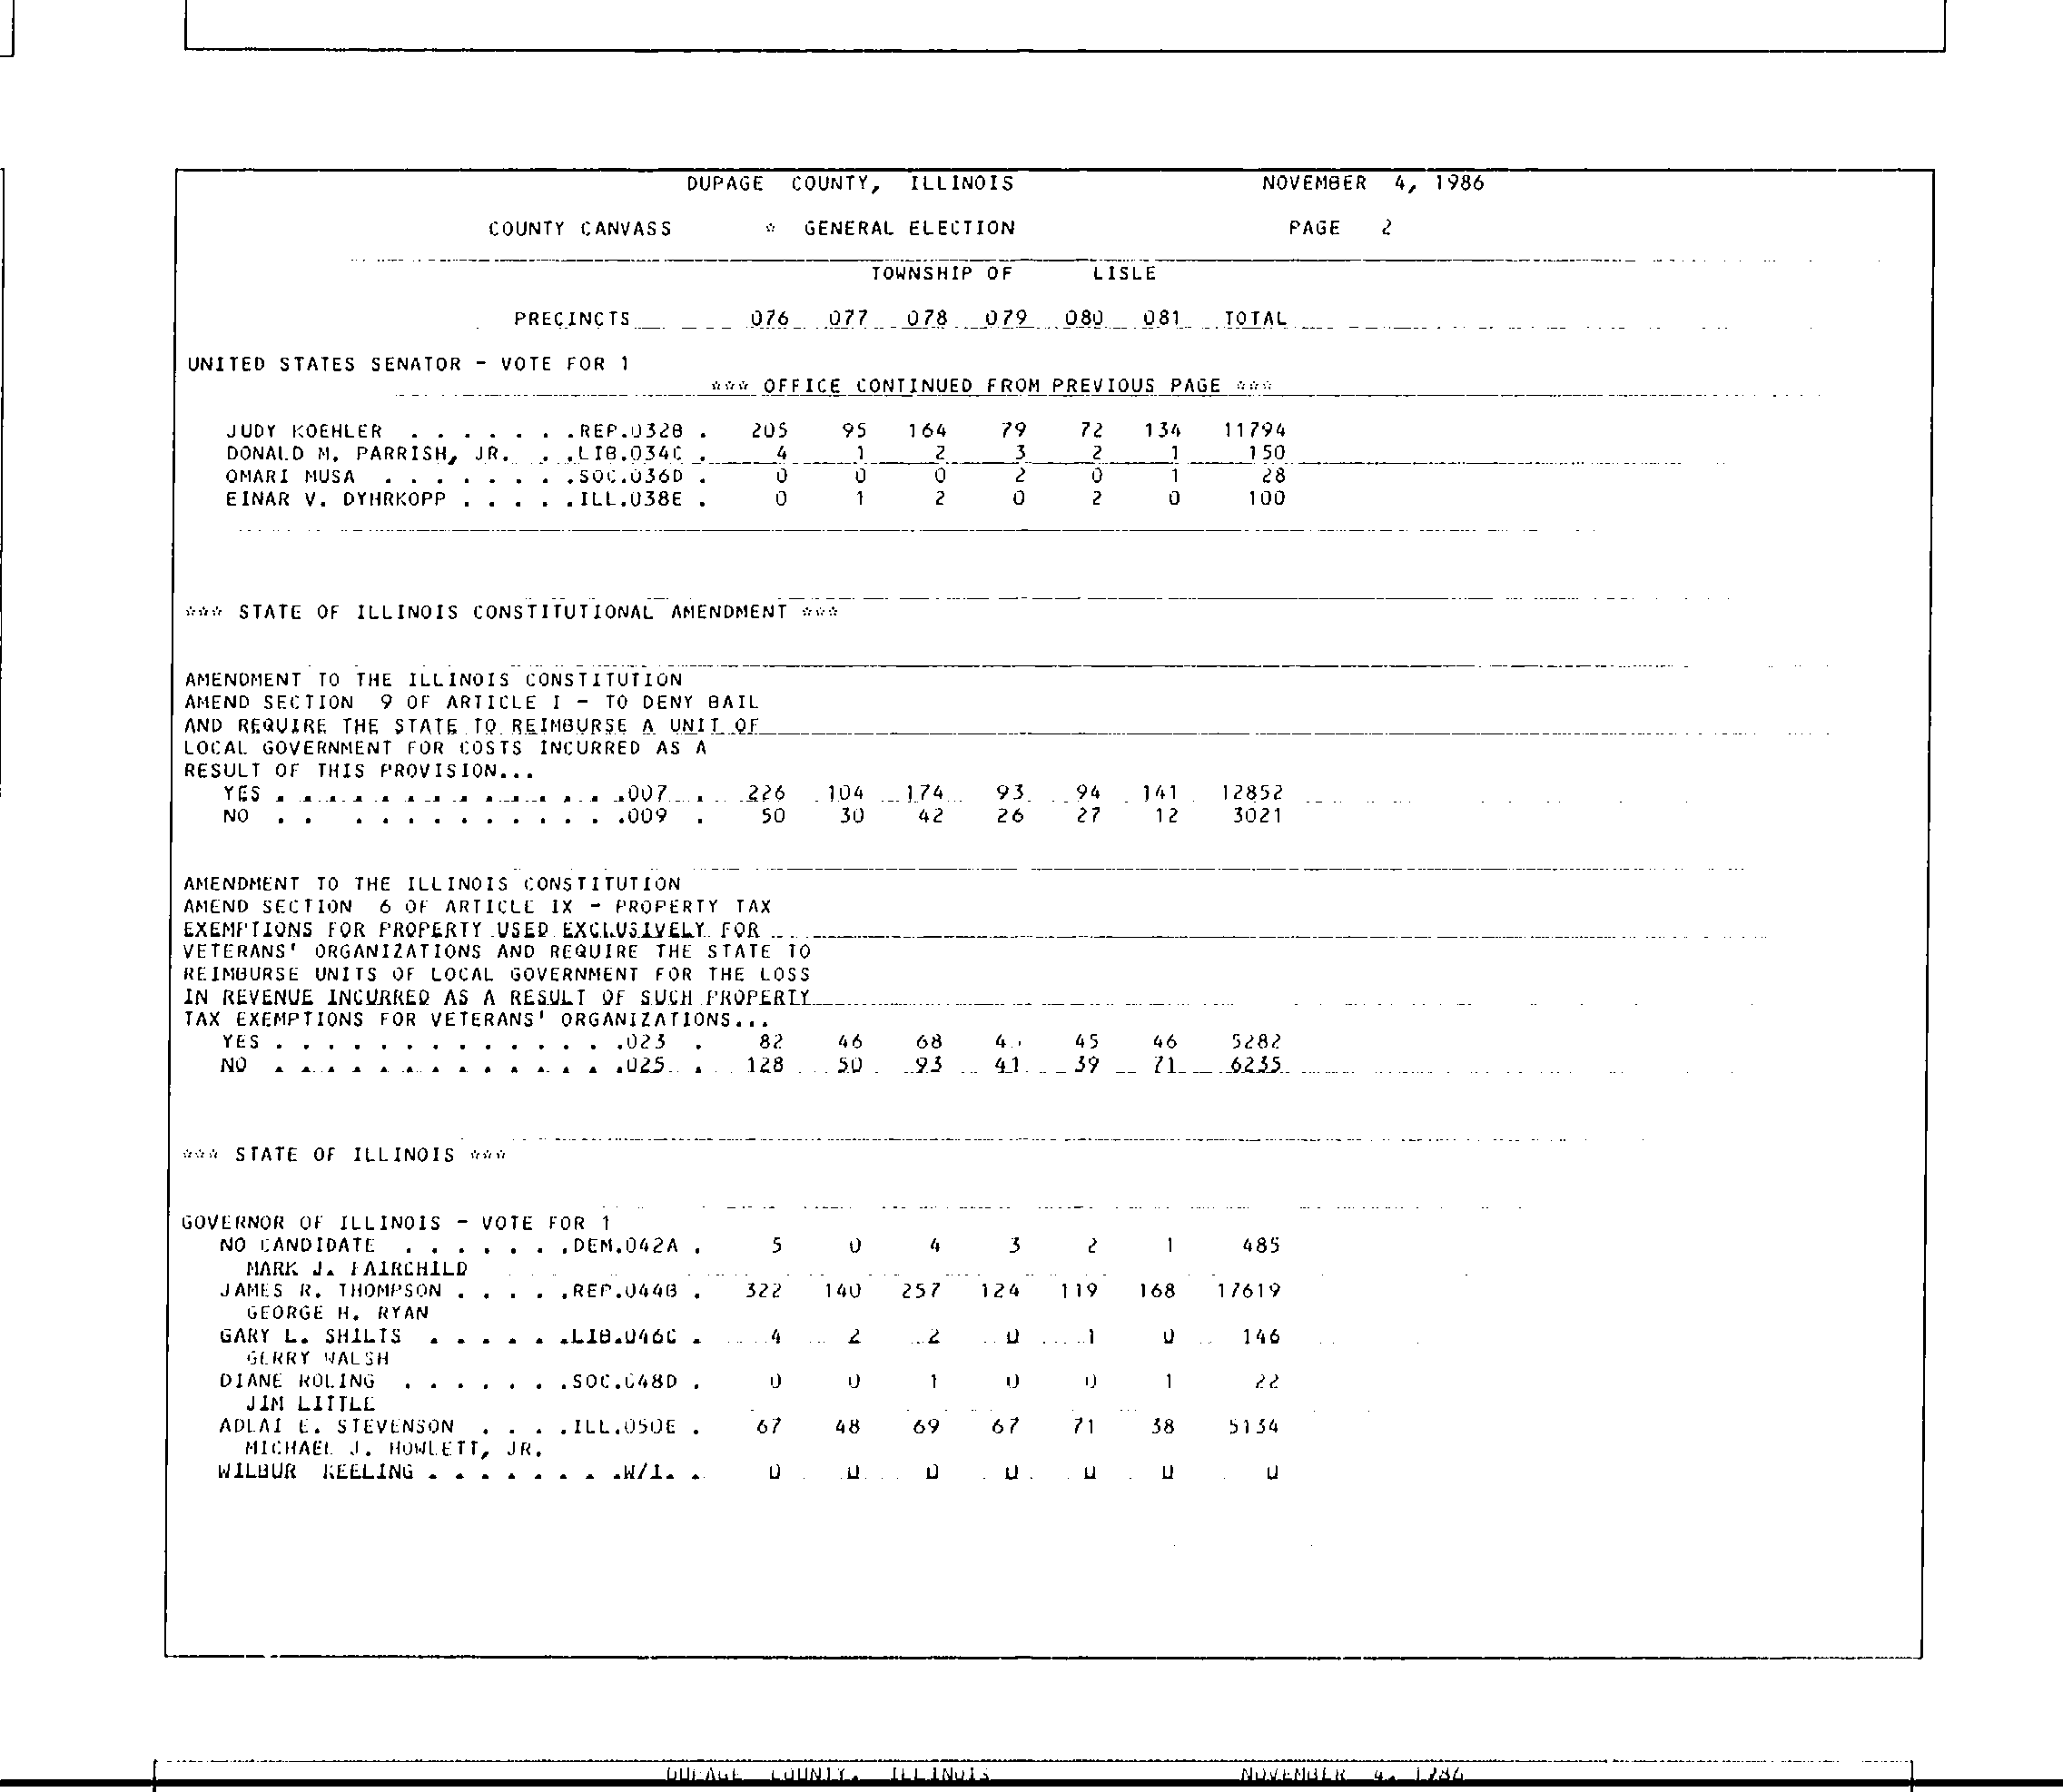 DUPAGE COUNTY, ILLINOIS NOVEMBER 4, 1986
COUNTY CANVASS * GENERAL ELECTION PAGE 2
TOWNSHIP OF LISLE
PRECINCTS 076 077 078 079 080 081 TOTAL
UNITED STATES SENATOR - VOTE FOR 1
*** OFFICE CONTINUED FROM PREVIOUS PAGE ***
JUDY KOEHLER . . . . . . .REP.032B . 205 95 164 79 72 134 11794
DONALD M. PARRISH, JR. . .LIB.034C . 4 1 2 3 2 1 150
OMARI MUSA . . . . . . . .SOC.036D . 0 0 0 2 0 1 28
EINAR V. DYHRKOPP . . . . .ILL.038E . 0 1 2 0 2 0 100
*** STATE OF ILLINOIS CONSTITUTIONAL AMENDMENT ***
AMENDMENT TO THE ILLINOIS CONSTITUTION
AMEND SECTION 9 OF ARTICLE I - TO DENY BAIL
AND REQUIRE THE STATE TO REIMBURSE A UNIT OF
LOCAL GOVERNMENT FOR COSTS INCURRED AS A
RESULT OF THIS PROVISION...
YES . . . . . . . . . . . . . .007 . 226 104 174 93 94 141 12852
NO . . . . . . . . . . . . .009 . 50 30 42 26 27 12 3021
AMENDMENT TO THE ILLINOIS CONSTITUTION
AMEND SECTION 6 OF ARTICLE IX - PROPERTY TAX
EXEMPTIONS FOR PROPERTY USED EXCLUSIVELY FOR
VETERANS' ORGANIZATIONS AND REQUIRE THE STATE TO
REIMBURSE UNITS OF LOCAL GOVERNMENT FOR THE LOSS
IN REVENUE INCURRED AS A RESULT OF SUCH PROPERTY
TAX EXEMPTIONS FOR VETERANS' ORGANIZATIONS...
YES . . . . . . . . . . . . . .023 . 82 46 68 45 46 5282
NO . . . . . . . . . . . . . .025 . 128 50 93 41 39 71 6235
*** STATE OF ILLINOIS ***
GOVERNOR OF ILLINOIS - VOTE FOR 1
NO CANDIDATE . . . . . . .DEM.042A . 5 0 4 3 2 1 485
MARK J. FAIRCHILD
JAMES R. THOMPSON . . . . .REP.044B . 322 140 257 124 119 168 17619
GEORGE H. RYAN
GARY L. SHILTS . . . . . .LIB.046C . 4 2 2 0 1 0 146
GERRY WALSH
DIANE ROLING . . . . . . .SOC.048D . 0 0 1 0 0 1 22
JIM LITTLE
ADLAI E. STEVENSON . . . .ILL.050E . 67 48 69 67 71 38 5134
MICHAEL J. HOWLETT, JR.
WILBUR KEELING . . . . . . . .W/I. . 0 0 0 0 0 0 0
DUPAGE COUNTY, ILLINOIS NOVEMBER 4, 1986